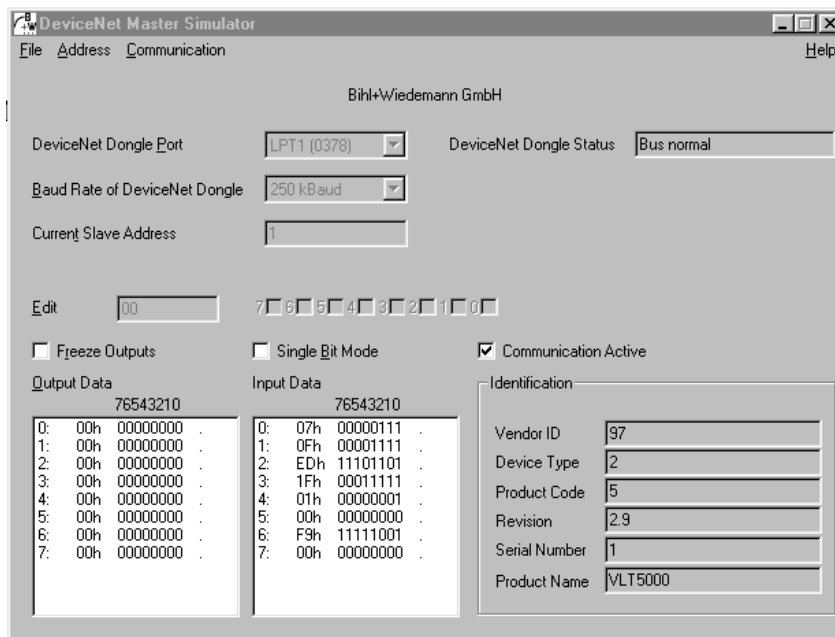 DeviceNet Master Simulator
File Address Communication Help
Bihl+Wiedemann GmbH
DeviceNet Dongle Port LPT1 (0378) DeviceNet Dongle Status Bus normal
Baud Rate of DeviceNet Dongle 250 kBaud
Current Slave Address 1
Edit 00 7 6 5 4 3 2 1 0
Freeze Outputs Single Bit Mode Communication Active
Output Data Input Data Identification
76543210 76543210
0: 00h 00000000 . 0: 07h 00000111 .
1: 00h 00000000 . 1: 0Fh 00001111 .
2: 00h 00000000 . 2: EDh 11101101 .
3: 00h 00000000 . 3: 1Fh 00011111 .
4: 00h 00000000 . 4: 01h 00000001 .
5: 00h 00000000 . 5: 00h 00000000 .
6: 00h 00000000 . 6: F9h 11111001 .
7: 00h 00000000 . 7: 00h 00000000 .
Vendor ID 97
Device Type 2
Product Code 5
Revision 2.9
Serial Number 1
Product Name VLT5000